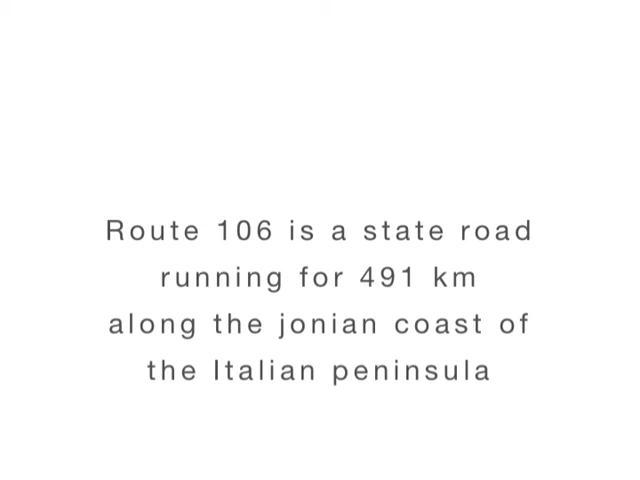 Route 106 is a state road
running for 491 km
along the jonian coast of
the Italian peninsula